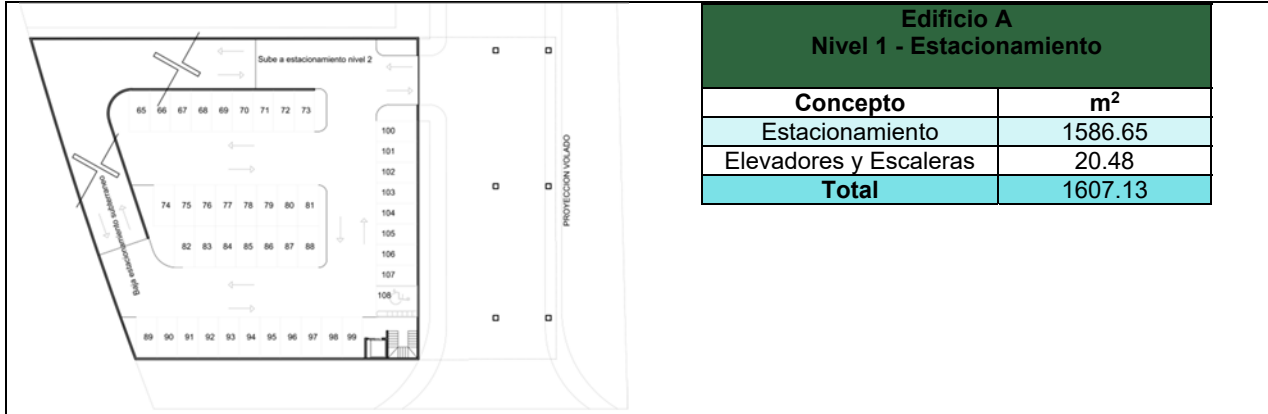 Sube a estacionamiento nivel 2
65 66 67 68 69 70 71 72 73
100
101
102
103
104
105
106
107
108
74 75 76 77 78 79 80 81
82 83 84 85 86 87 88
Baja estacionamiento subterraneo
89 90 91 92 93 94 95 96 97 98 99
PROYECCION VOLADO
Edificio A
Nivel 1 - Estacionamiento
Concepto m²
Estacionamiento 1586.65
Elevadores y Escaleras 20.48
Total 1607.13